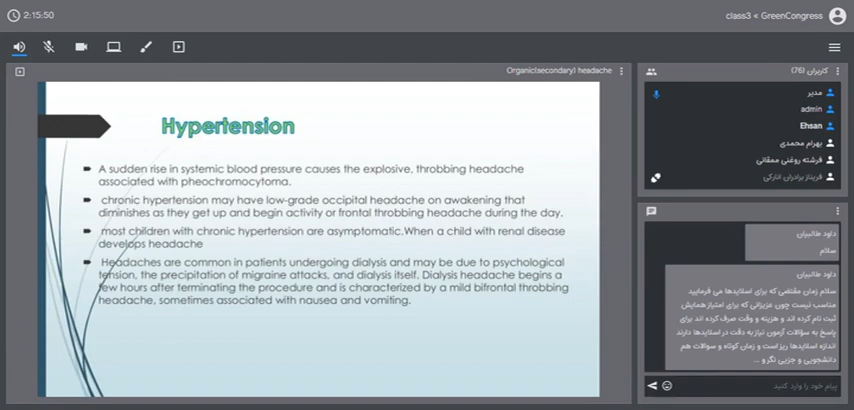 2:15:50
class3 < GreenCongress
Organic(secondary) headache
Hypertension
A sudden rise in systemic blood pressure causes the explosive, throbbing headache
associated with pheochromocytoma.
chronic hypertension may have low-grade occipital headache on awakening that
diminishes as they get up and begin activity or frontal throbbing headache during the day.
most children with chronic hypertension are asymptomatic.When a child with renal disease
develops headache
Headaches are common in patients undergoing dialysis and may be due to psychological
tension, the precipitation of migraine attacks, and dialysis itself. Dialysis headache begins a
few hours after terminating the procedure and is characterized by a mild bifrontal throbbing
headache, sometimes associated with nausea and vomiting.
کاربران (76)
مدیر
admin
Ehsan
بهرام محمدی
فرشته روغنی ممقانی
فریناز برادران انارکی
داود طالبیان
سلام
داود طالبیان
سلام زمان مقتضی که برای اسلایدها می فرمایید
مناسب نیست چون عزیزانی که برای امتیاز همایش
ثبت نام کرده اند و هزینه و وقت صرف کرده اند برای
پاسخ به سؤالات آزمون نیاز به دقت در اسلایدها دارند
اندازه اسلایدها ریز است و زمان کوتاه و سوالات هم
دانشجویی و جزیی نگر و ...
پیام خود را وارد کنید